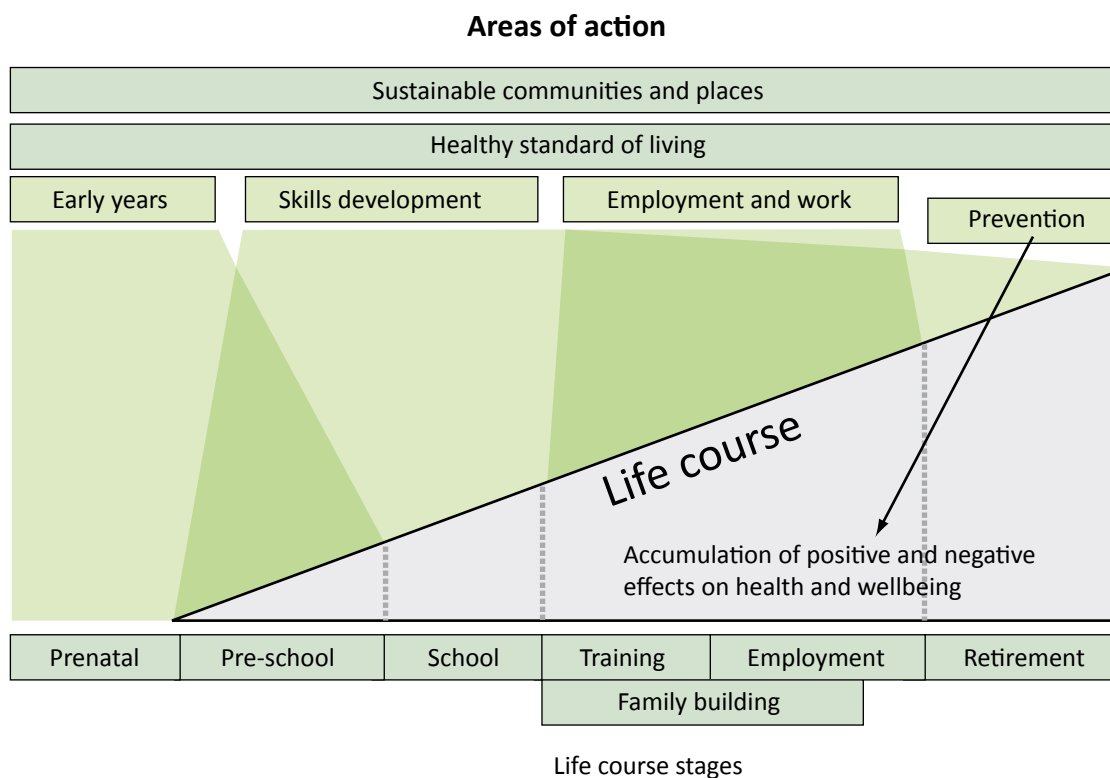 Areas of action
Sustainable communities and places
Healthy standard of living
Early years
Skills development
Employment and work
Prevention
Life course
Accumulation of positive and negative
effects on health and wellbeing
Prenatal
Pre-school
School
Training
Employment
Retirement
Family building
Life course stages